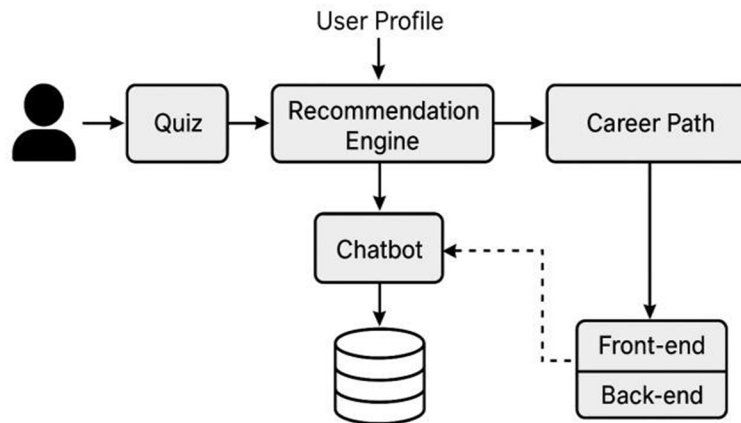 User Profile
Quiz
Recommendation
Engine
Career Path
Chatbot
Front-end
Back-end